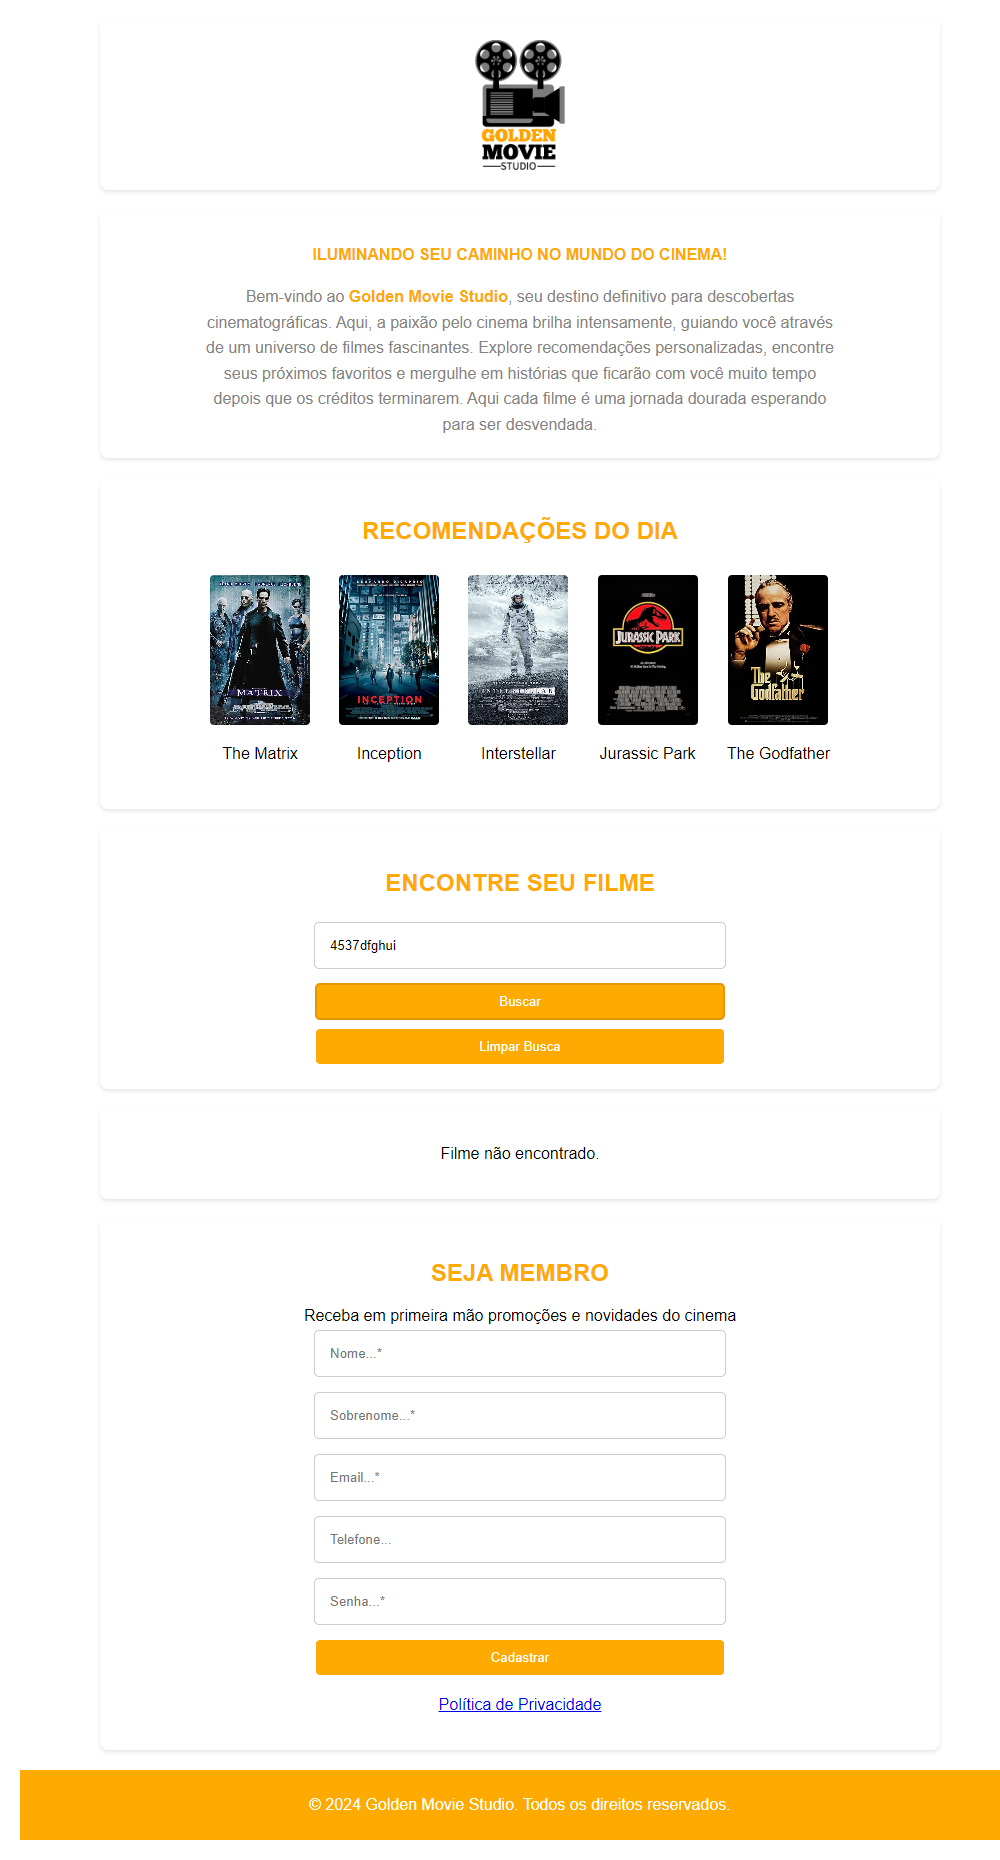 GOLDEN
MOVIE
STUDIO
ILUMINANDO SEU CAMINHO NO MUNDO DO CINEMA!
Bem-vindo ao Golden Movie Studio, seu destino definitivo para descobertas
cinematográficas. Aqui, a paixão pelo cinema brilha intensamente, guiando você através
de um universo de filmes fascinantes. Explore recomendações personalizadas, encontre
seus próximos favoritos e mergulhe em histórias que ficarão com você muito tempo
depois que os créditos terminarem. Aqui cada filme é uma jornada dourada esperando
para ser desvendada.
RECOMENDAÇÕES DO DIA
MATRIX
INCEPTION
JURASSIC PARK
The
Godfather
The Matrix
Inception
Interstellar
Jurassic Park
The Godfather
ENCONTRE SEU FILME
4537dfghui
Buscar
Limpar Busca
Filme não encontrado.
SEJA MEMBRO
Receba em primeira mão promoções e novidades do cinema
Nome...*
Sobrenome...*
Email...*
Telefone...
Senha...*
Cadastrar
Política de Privacidade
© 2024 Golden Movie Studio. Todos os direitos reservados.